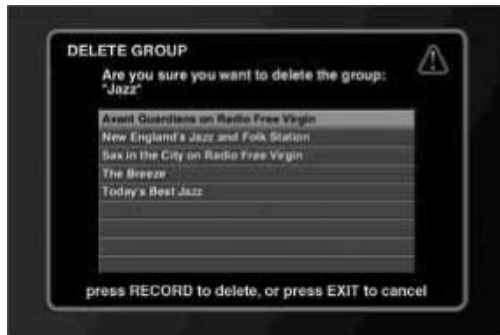 DELETE GROUP
Are you sure you want to delete the group:
"Jazz"
Avant Guardians on Radio Free Virgin
New England's Jazz and Folk Station
Sax in the City on Radio Free Virgin
The Breeze
Today's Best Jazz
press RECORD to delete, or press EXIT to cancel